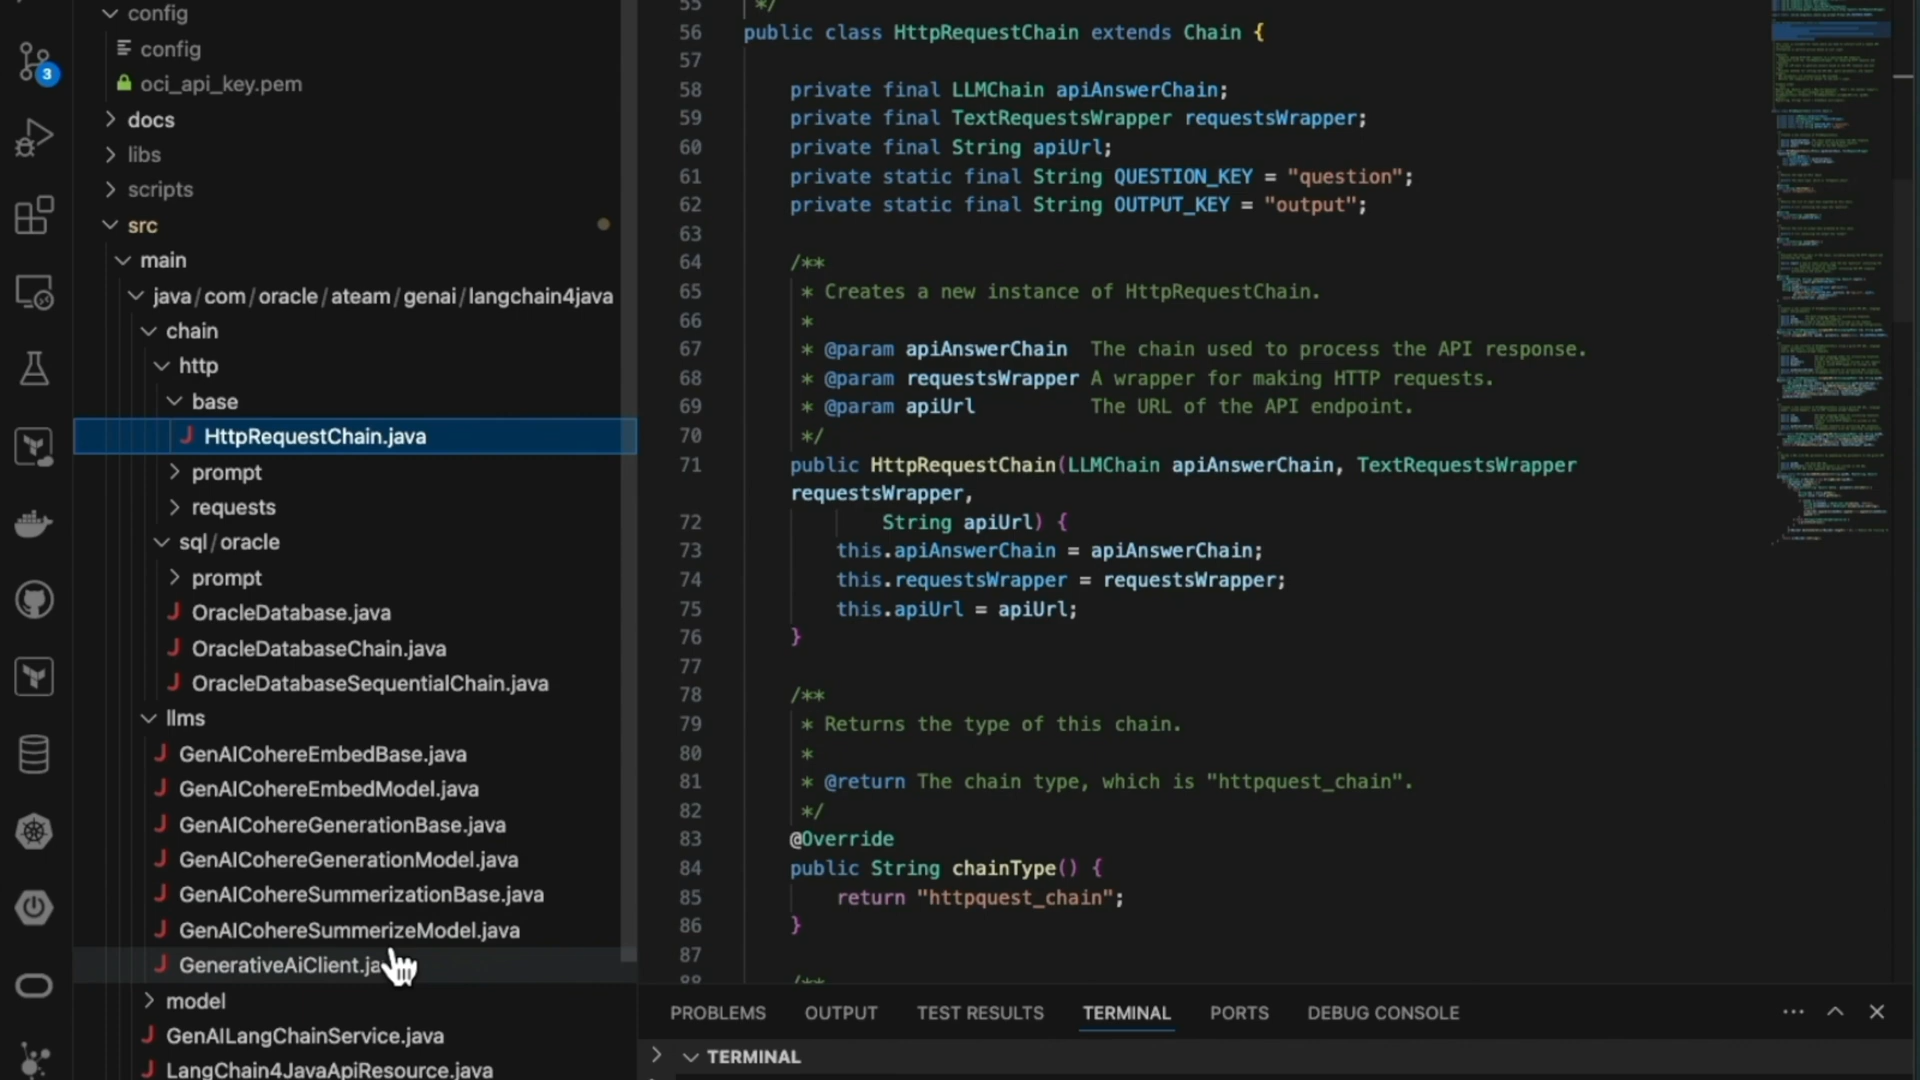 config
config
oci_api_key.pem
docs
libs
scripts
src
main
java/com/oracle/ateam/genai/langchain4java
chain
http
base
HttpRequestChain.java
prompt
requests
sql/oracle
prompt
OracleDatabase.java
OracleDatabaseChain.java
OracleDatabaseSequentialChain.java
llms
GenAICohereEmbedBase.java
GenAICohereEmbedModel.java
GenAICohereGenerationBase.java
GenAICohereGenerationModel.java
GenAICohereSummerizationBase.java
GenAICohereSummerizeModel.java
GenerativeAiClient.ja
model
GenAILangChainService.java
LangChain4JavaApiResource.java
3
55 */
56 public class HttpRequestChain extends Chain {
57
58 private final LLMChain apiAnswerChain;
59 private final TextRequestsWrapper requestsWrapper;
60 private final String apiUrl;
61 private static final String QUESTION_KEY = "question";
62 private static final String OUTPUT_KEY = "output";
63
64 /**
65 * Creates a new instance of HttpRequestChain.
66 *
67 * @param apiAnswerChain The chain used to process the API response.
68 * @param requestsWrapper A wrapper for making HTTP requests.
69 * @param apiUrl The URL of the API endpoint.
70 */
71 public HttpRequestChain(LLMChain apiAnswerChain, TextRequestsWrapper
requestsWrapper,
72 String apiUrl) {
73 this.apiAnswerChain = apiAnswerChain;
74 this.requestsWrapper = requestsWrapper;
75 this.apiUrl = apiUrl;
76 }
77
78 /**
79 * Returns the type of this chain.
80 *
81 * @return The chain type, which is "httpquest_chain".
82 */
83 @Override
84 public String chainType() {
85 return "httpquest_chain";
86 }
87
88 /**
PROBLEMS OUTPUT TEST RESULTS TERMINAL PORTS DEBUG CONSOLE
TERMINAL